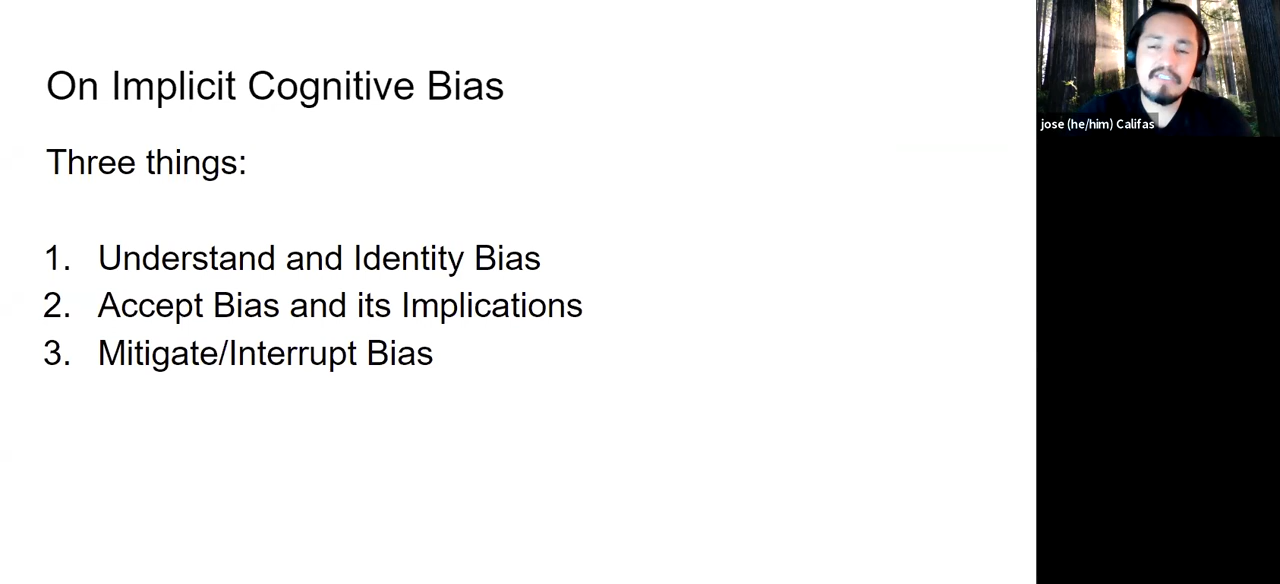 On Implicit Cognitive Bias
Three things:
1. Understand and Identity Bias
2. Accept Bias and its Implications
3. Mitigate/Interrupt Bias
jose (he/him) Califas